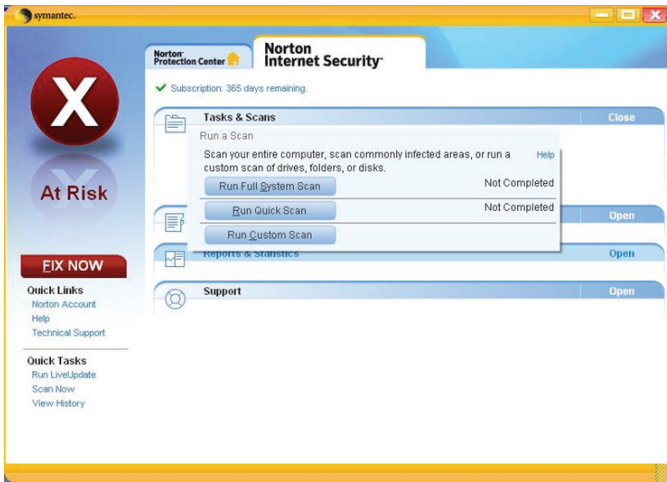 symantec.
Norton
Protection Center
Norton
Internet Security
Subscription: 365 days remaining.
Tasks & Scans
Close
Run a Scan
Scan your entire computer, scan commonly infected areas, or run a
custom scan of drives, folders, or disks.
Help
Run Full System Scan
Not Completed
Run Quick Scan
Not Completed
Run Custom Scan
Open
Reports & Statistics
Open
Support
Open
X
At Risk
FIX NOW
Quick Links
Norton Account
Help
Technical Support
Quick Tasks
Run LiveUpdate
Scan Now
View History